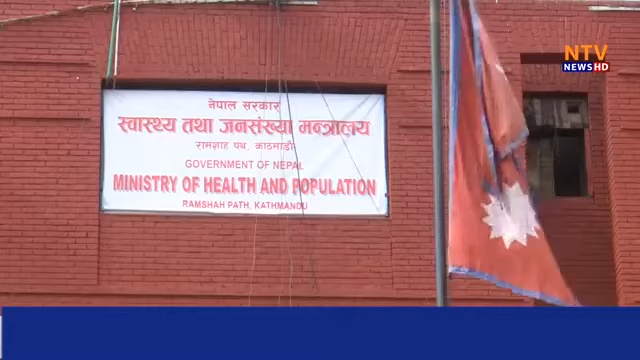 NTV
NEWS HD
नेपाल सरकार
स्वास्थ्य तथा जनसंख्या मन्त्रालय
रामशाह पथ, काठमाडौं
GOVERNMENT OF NEPAL
MINISTRY OF HEALTH AND POPULATION
RAMSHAH PATH, KATHMANDU